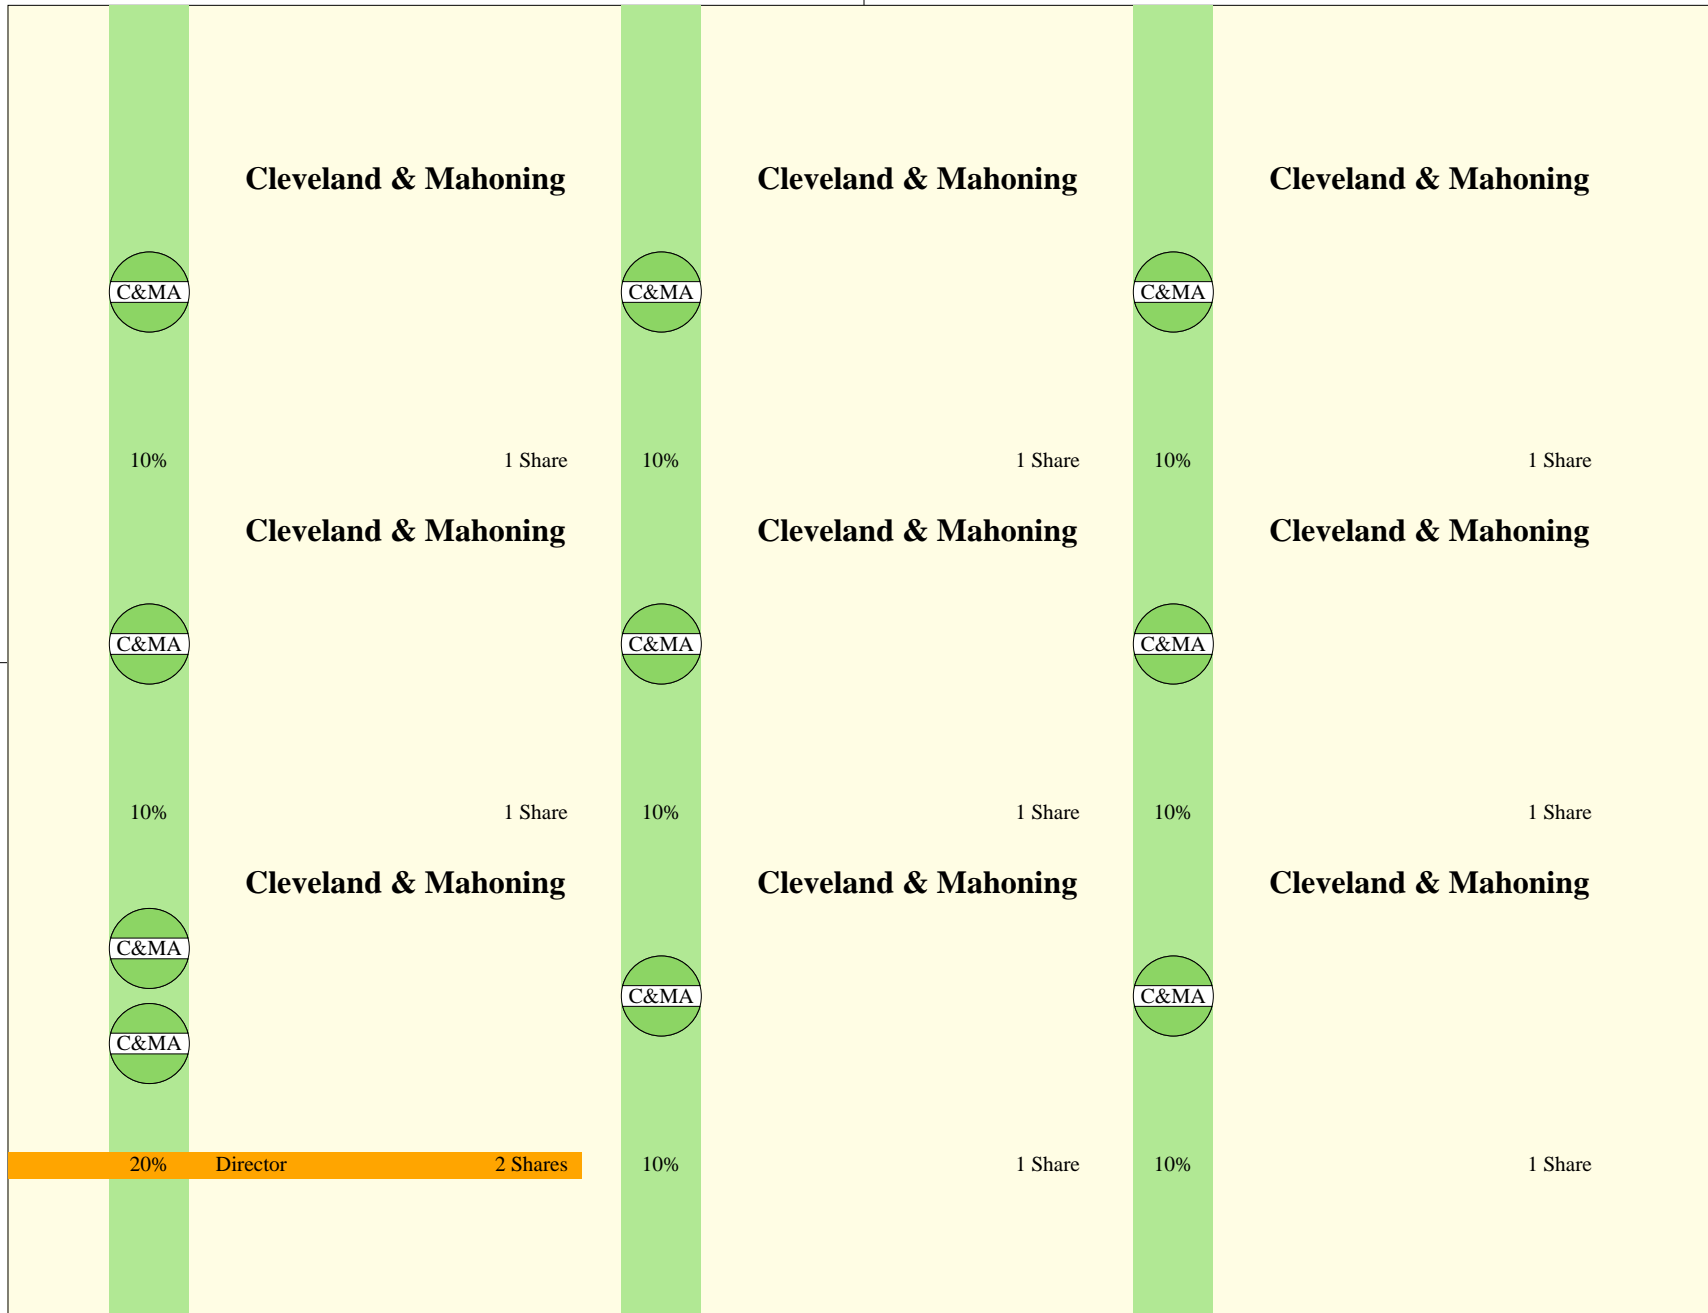 Cleveland & Mahoning Cleveland & Mahoning Cleveland & Mahoning
C&MA C&MA C&MA
10% 1 Share 10% 1 Share 10% 1 Share
Cleveland & Mahoning Cleveland & Mahoning Cleveland & Mahoning
C&MA C&MA C&MA
10% 1 Share 10% 1 Share 10% 1 Share
Cleveland & Mahoning Cleveland & Mahoning Cleveland & Mahoning
C&MA
C&MA C&MA
C&MA
20% Director 2 Shares 10% 1 Share 10% 1 Share